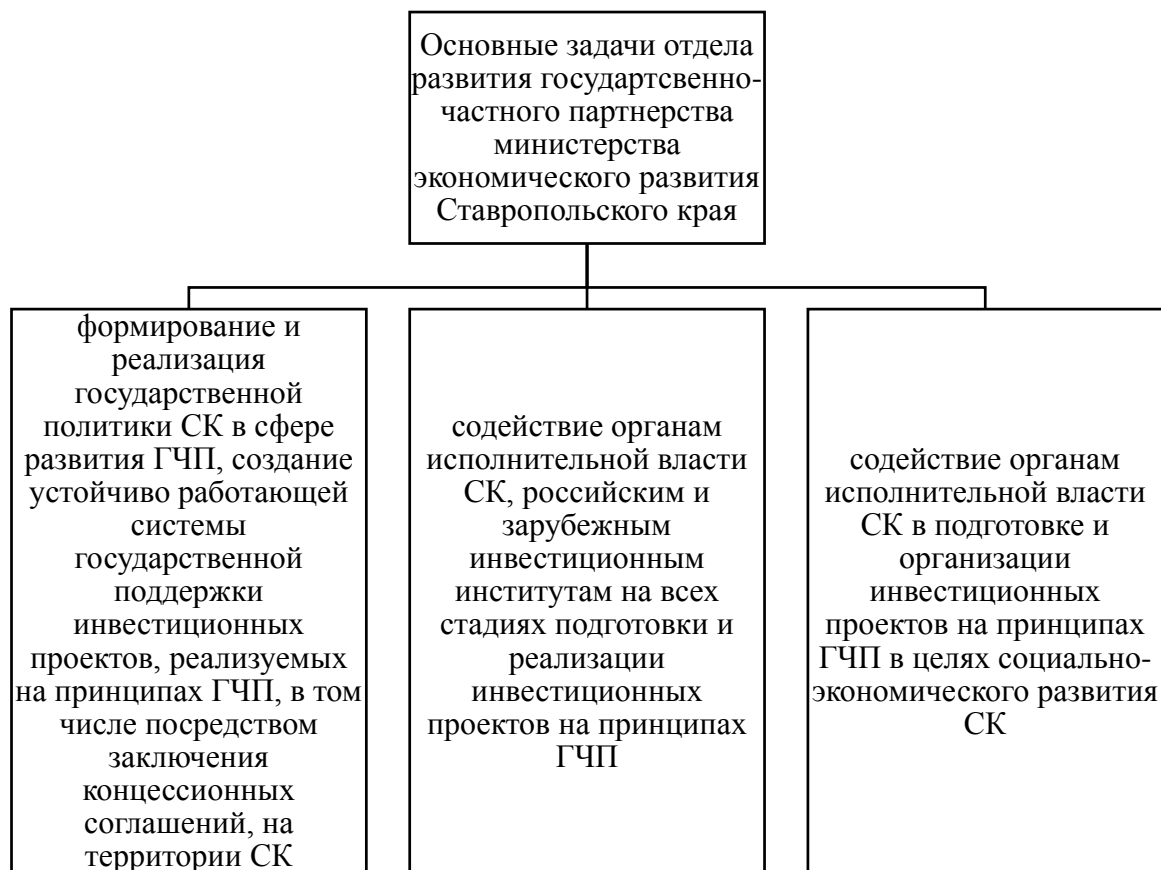 Основные задачи отдела
развития государтсвенно-
частного партнерства
министерства
экономического развития
Ставропольского края
формирование и
реализация
государственной
политики СК в сфере
развития ГЧП, создание
устойчиво работающей
системы
государственной
поддержки
инвестиционных
проектов, реализуемых
на принципах ГЧП, в том
числе посредством
заключения
концессионных
соглашений, на
территории СК
содействие органам
исполнительной власти
СК, российским и
зарубежным
инвестиционным
институтам на всех
стадиях подготовки и
реализации
инвестиционных
проектов на принципах
ГЧП
содействие органам
исполнительной власти
СК в подготовке и
организации
инвестиционных
проектов на принципах
ГЧП в целях социально-
экономического развития
СК